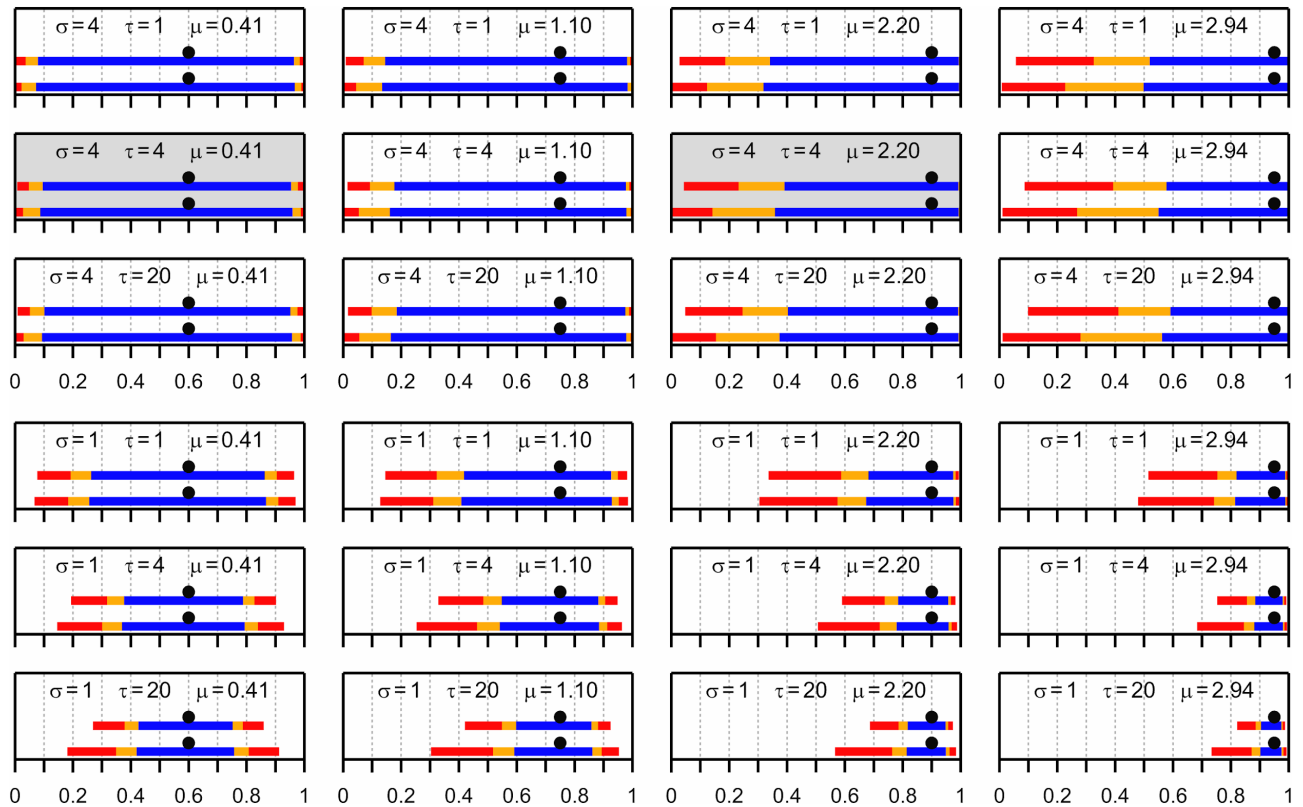 σ=4 τ=1 μ=0.41 σ=4 τ=1 μ=1.10 σ=4 τ=1 μ=2.20 σ=4 τ=1 μ=2.94
σ=4 τ=4 μ=0.41 σ=4 τ=4 μ=1.10 σ=4 τ=4 μ=2.20 σ=4 τ=4 μ=2.94
σ=4 τ=20 μ=0.41 σ=4 τ=20 μ=1.10 σ=4 τ=20 μ=2.20 σ=4 τ=20 μ=2.94
0 0.2 0.4 0.6 0.8 1 0 0.2 0.4 0.6 0.8 1 0 0.2 0.4 0.6 0.8 1 0 0.2 0.4 0.6 0.8 1
σ=1 τ=1 μ=0.41 σ=1 τ=1 μ=1.10 σ=1 τ=1 μ=2.20 σ=1 τ=1 μ=2.94
σ=1 τ=4 μ=0.41 σ=1 τ=4 μ=1.10 σ=1 τ=4 μ=2.20 σ=1 τ=4 μ=2.94
σ=1 τ=20 μ=0.41 σ=1 τ=20 μ=1.10 σ=1 τ=20 μ=2.20 σ=1 τ=20 μ=2.94
0 0.2 0.4 0.6 0.8 1 0 0.2 0.4 0.6 0.8 1 0 0.2 0.4 0.6 0.8 1 0 0.2 0.4 0.6 0.8 1